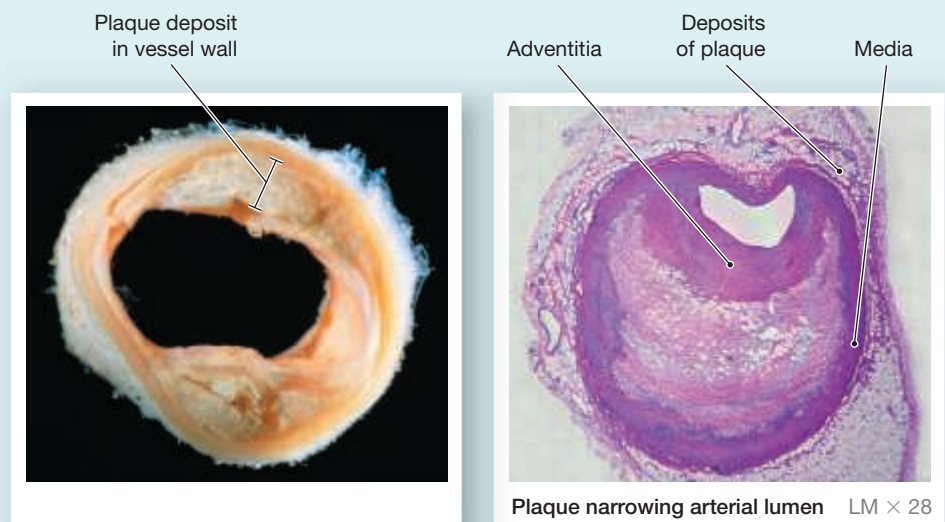 Plaque deposit
in vessel wall
Adventitia
Deposits
of plaque
Media
Plaque narrowing arterial lumen LM × 28